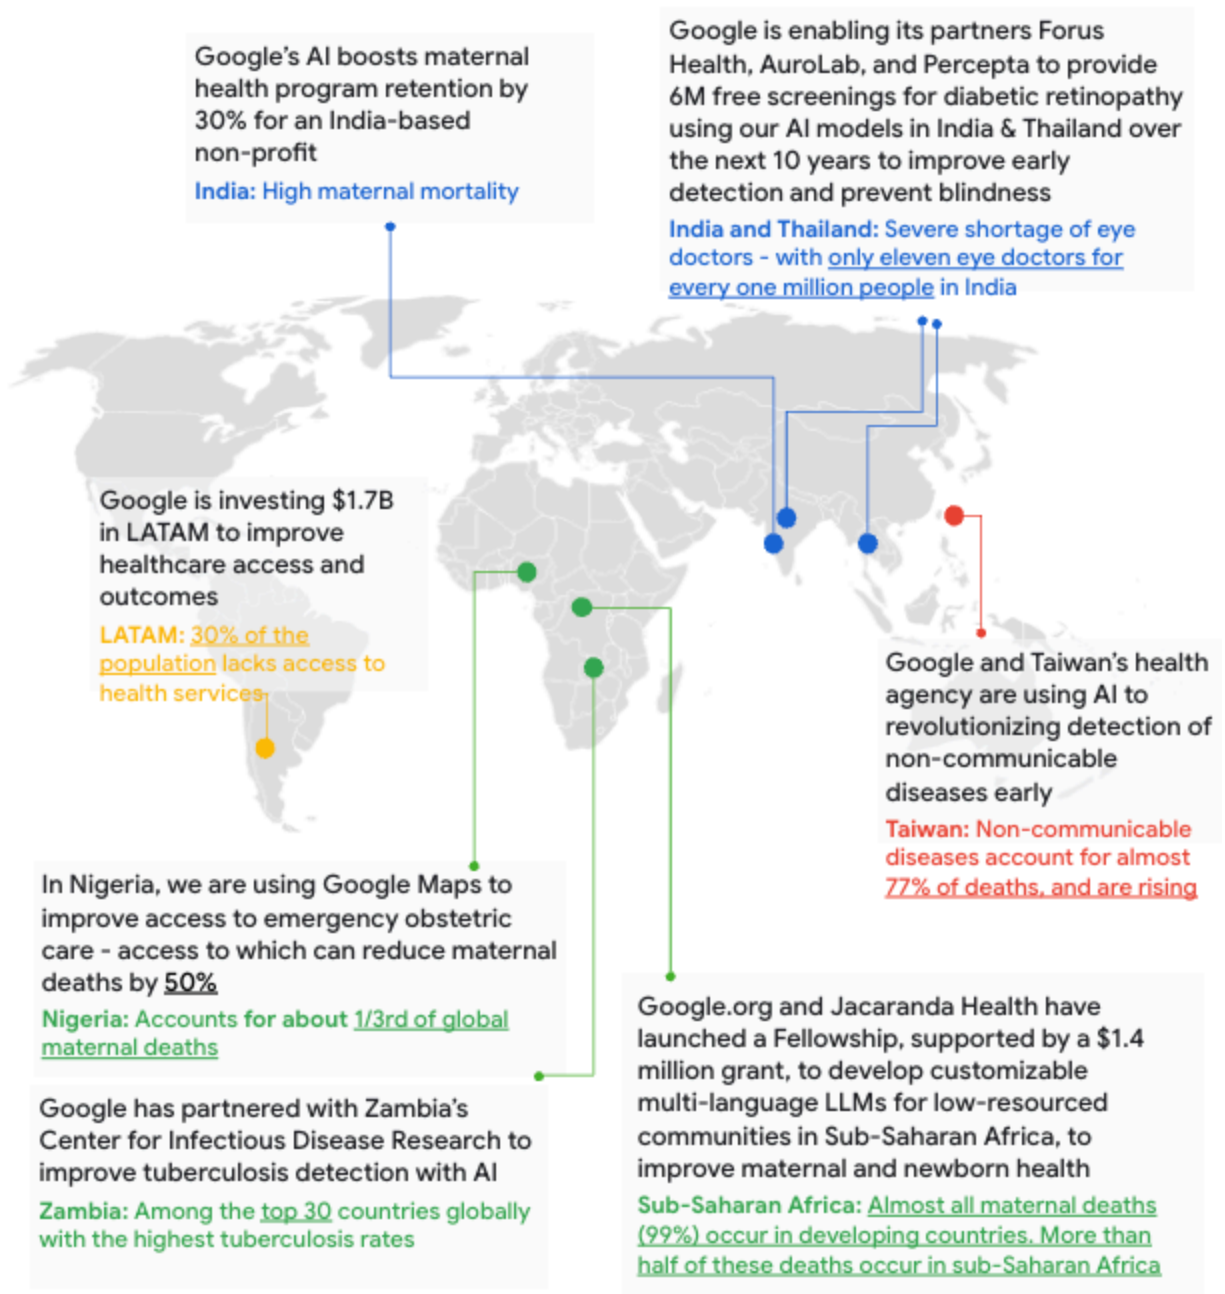 Google's AI boosts maternal
health program retention by
30% for an India-based
non-profit
India: High maternal mortality
Google is enabling its partners Forus
Health, AuroLab, and Percepta to provide
6M free screenings for diabetic retinopathy
using our AI models in India & Thailand over
the next 10 years to improve early
detection and prevent blindness
India and Thailand: Severe shortage of eye
doctors - with only eleven eye doctors for
every one million people in India
Google is investing $1.7B
in LATAM to improve
healthcare access and
outcomes
LATAM: 30% of the
population lacks access to
health services
Google and Taiwan's health
agency are using AI to
revolutionizing detection of
non-communicable
diseases early
Taiwan: Non-communicable
diseases account for almost
77% of deaths, and are rising
In Nigeria, we are using Google Maps to
improve access to emergency obstetric
care - access to which can reduce maternal
deaths by 50%
Nigeria: Accounts for about 1/3rd of global
maternal deaths
Google has partnered with Zambia's
Center for Infectious Disease Research to
improve tuberculosis detection with AI
Zambia: Among the top 30 countries globally
with the highest tuberculosis rates
Google.org and Jacaranda Health have
launched a Fellowship, supported by a $1.4
million grant, to develop customizable
multi-language LLMs for low-resourced
communities in Sub-Saharan Africa, to
improve maternal and newborn health
Sub-Saharan Africa: Almost all maternal deaths
(99%) occur in developing countries. More than
half of these deaths occur in sub-Saharan Africa